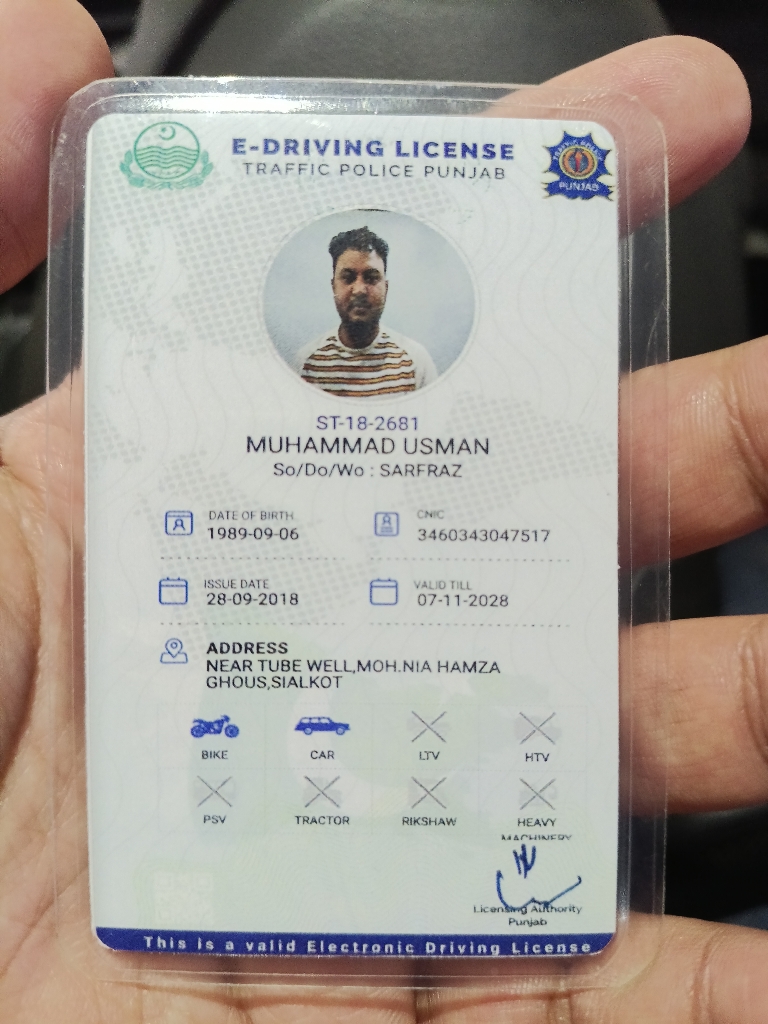 E-DRIVING LICENSE
TRAFFIC POLICE PUNJAB
TRAFFIC POLICE
PUNJAB
ST-18-2681
MUHAMMAD USMAN
So/Do/Wo : SARFRAZ
DATE OF BIRTH
1989-09-06
CNIC
3460343047517
ISSUE DATE
28-09-2018
VALID TILL
07-11-2028
ADDRESS
NEAR TUBE WELL,MOH.NIA HAMZA
GHOUS,SIALKOT
BIKE CAR LTV HTV
PSV TRACTOR RIKSHAW HEAVY
MACHINERY
Licensing Authority
Punjab
This is a valid Electronic Driving License